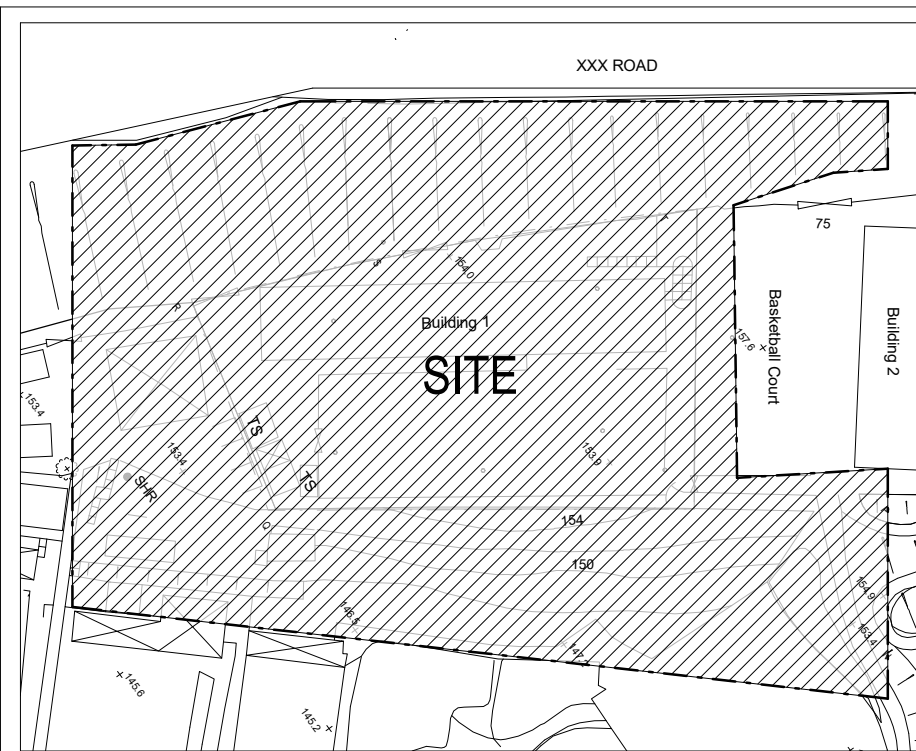 XXX ROAD
75
T
S
154.0
R
Building 1
157.6
Basketball Court
Building 2
SITE
153.4
TS
153.4
153.9
TS
SHR
Q
154
150
154.9
146.5
153.4
147.2
145.6
145.2